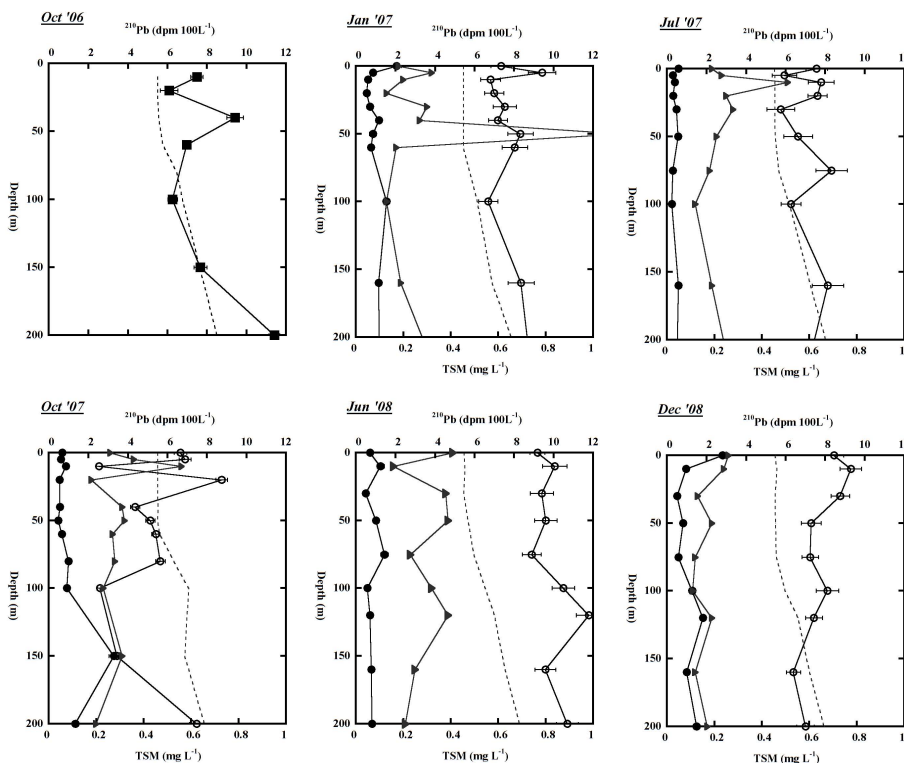 Oct '06
²¹⁰Pb (dpm 100L⁻¹)
0 2 4 6 8 10 12 14
0
50
100
150
200
Depth (m)
Jan '07
²¹⁰Pb (dpm 100L⁻¹)
0 2 4 6 8 10 12
0
50
100
150
200
Depth (m)
0 0.2 0.4 0.6 0.8 1
TSM (mg L⁻¹)
Jul '07
²¹⁰Pb (dpm 100L⁻¹)
0 2 4 6 8 10 1
0
50
100
150
200
Depth (m)
0 0.2 0.4 0.6 0.8 1
TSM (mg L⁻¹)
Oct '07
²¹⁰Pb (dpm 100L⁻¹)
0 2 4 6 8 10 12
0
50
100
150
200
Depth (m)
0 0.2 0.4 0.6 0.8 1
TSM (mg L⁻¹)
Jun '08
²¹⁰Pb (dpm 100L⁻¹)
0 2 4 6 8 10 12
0
50
100
150
200
Depth (m)
0 0.2 0.4 0.6 0.8 1
TSM (mg L⁻¹)
Dec '08
²¹⁰Pb (dpm 100L⁻¹)
0 2 4 6 8 10 1
0
50
100
150
200
Depth (m)
0 0.2 0.4 0.6 0.8 1
TSM (mg L⁻¹)